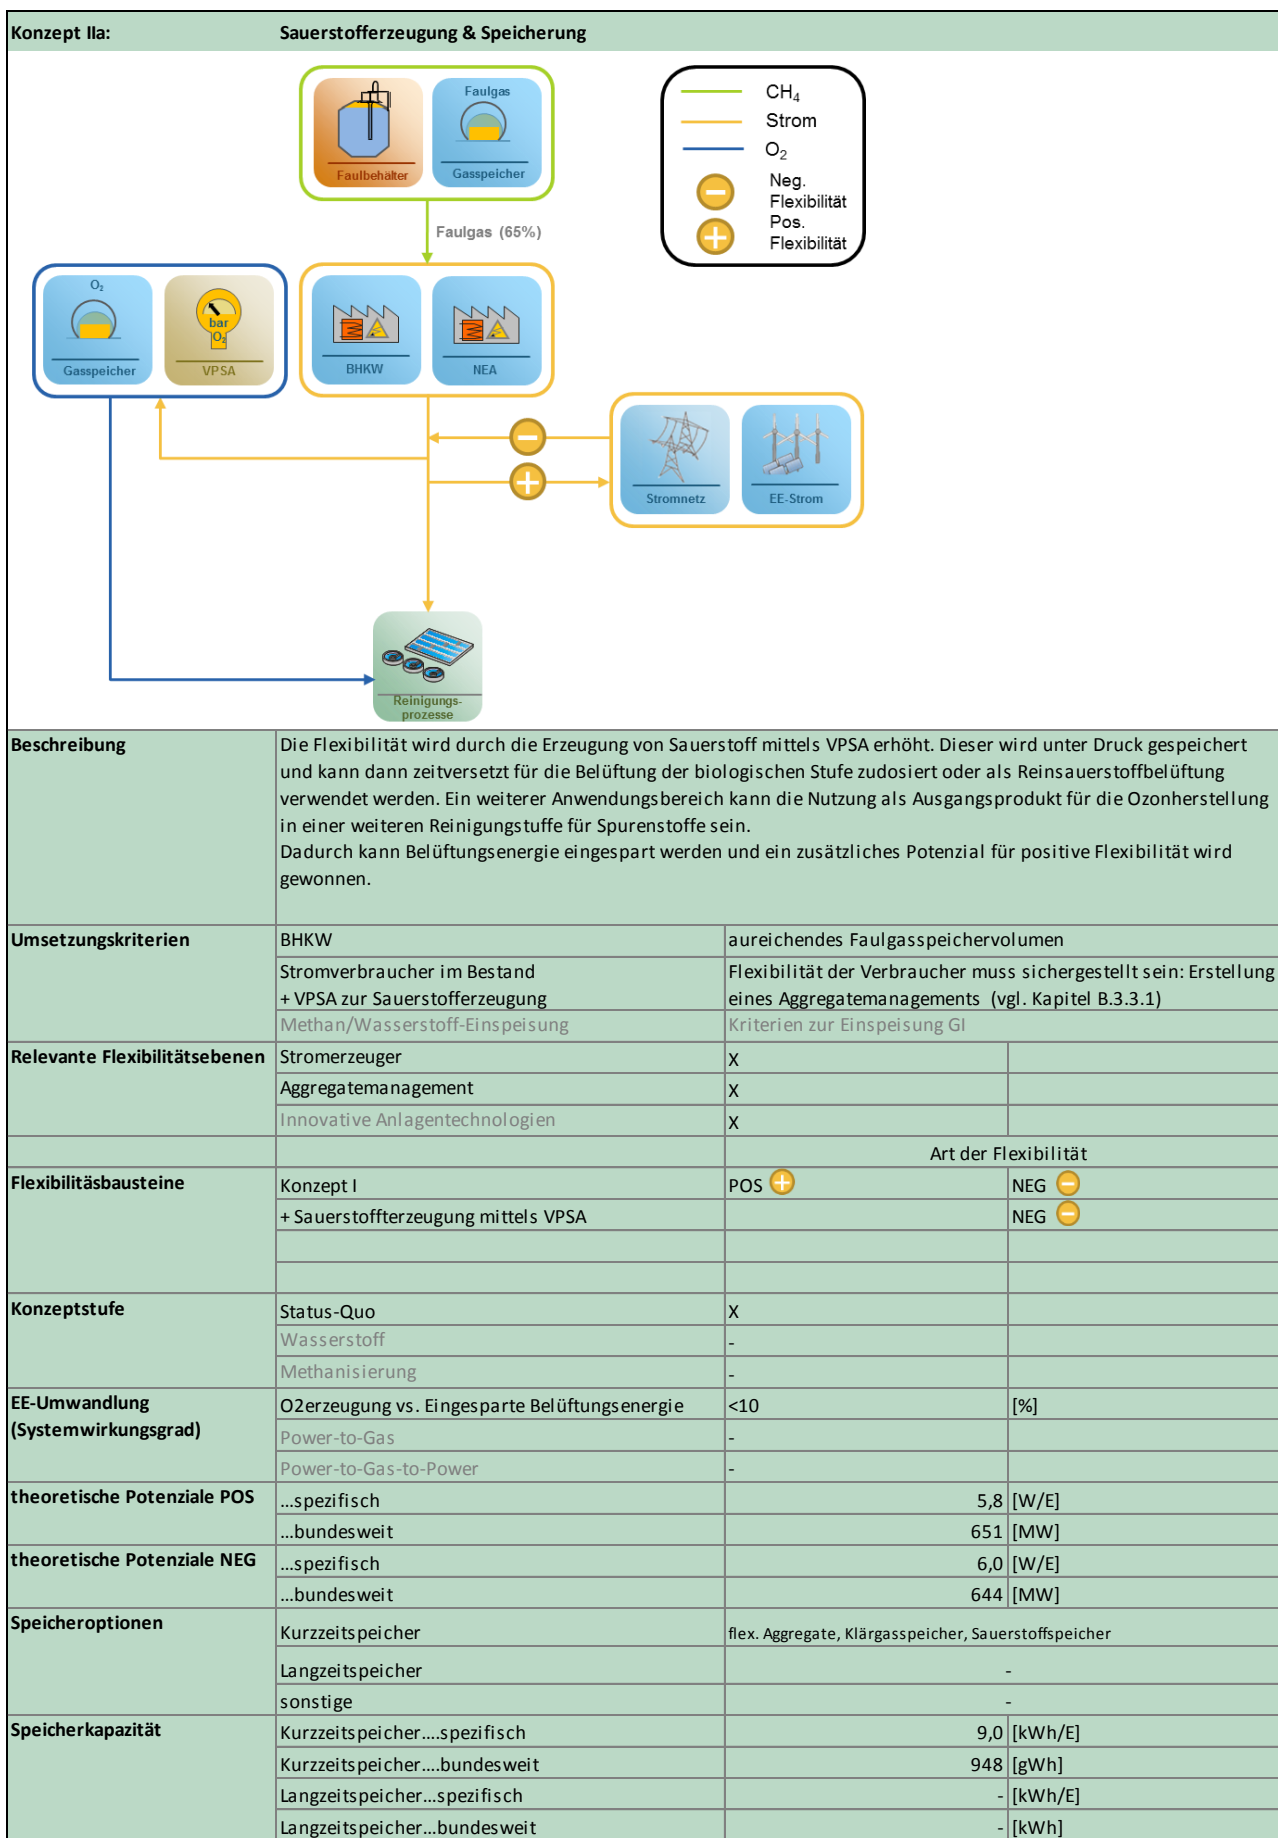 Konzept IIa: Sauerstofferzeugung & Speicherung
Faulbehälter
Faulgas
Gasspeicher
CH4
Strom
O2
Neg.
Flexibilität
Pos.
Flexibilität
Faulgas (65%)
O2
Gasspeicher
bar
O2
VPSA
BHKW
NEA
Stromnetz
EE-Strom
Reinigungs-
prozesse
Beschreibung
Die Flexibilität wird durch die Erzeugung von Sauerstoff mittels VPSA erhöht. Dieser wird unter Druck gespeichert
und kann dann zeitversetzt für die Belüftung der biologischen Stufe zudosiert oder als Reinsauerstoffbelüftung
verwendet werden. Ein weiterer Anwendungsbereich kann die Nutzung als Ausgangsprodukt für die Ozonherstellung
in einer weiteren Reinigungstuffe für Spurenstoffe sein.
Dadurch kann Belüftungsenergie eingespart werden und ein zusätzliches Potenzial für positive Flexibilität wird
gewonnen.
Umsetzungskriterien BHKW aureichendes Faulgasspeichervolumen
Stromverbraucher im Bestand Flexibilität der Verbraucher muss sichergestellt sein: Erstellung
+ VPSA zur Sauerstofferzeugung eines Aggregatemanagements (vgl. Kapitel B.3.3.1)
Methan/Wasserstoff-Einspeisung Kriterien zur Einspeisung GI
Relevante Flexibilitätsebenen Stromerzeuger X
Aggregatemanagement X
Innovative Anlagentechnologien X
Art der Flexibilität
Flexibilitäsbausteine Konzept I POS + NEG −
+ Sauerstoffterzeugung mittels VPSA NEG −
Konzeptstufe Status-Quo X
Wasserstoff -
Methanisierung -
EE-Umwandlung O2erzeugung vs. Eingesparte Belüftungsenergie <10 [%]
(Systemwirkungsgrad)
Power-to-Gas -
Power-to-Gas-to-Power -
theoretische Potenziale POS ...spezifisch 5,8 [W/E]
...bundesweit 651 [MW]
theoretische Potenziale NEG ...spezifisch 6,0 [W/E]
...bundesweit 644 [MW]
Speicheroptionen Kurzzeitspeicher flex. Aggregate, Klärgasspeicher, Sauerstoffspeicher
Langzeitspeicher -
sonstige -
Speicherkapazität Kurzzeitspeicher....spezifisch 9,0 [kWh/E]
Kurzzeitspeicher....bundesweit 948 [gWh]
Langzeitspeicher...spezifisch - [kWh/E]
Langzeitspeicher...bundesweit - [kWh]